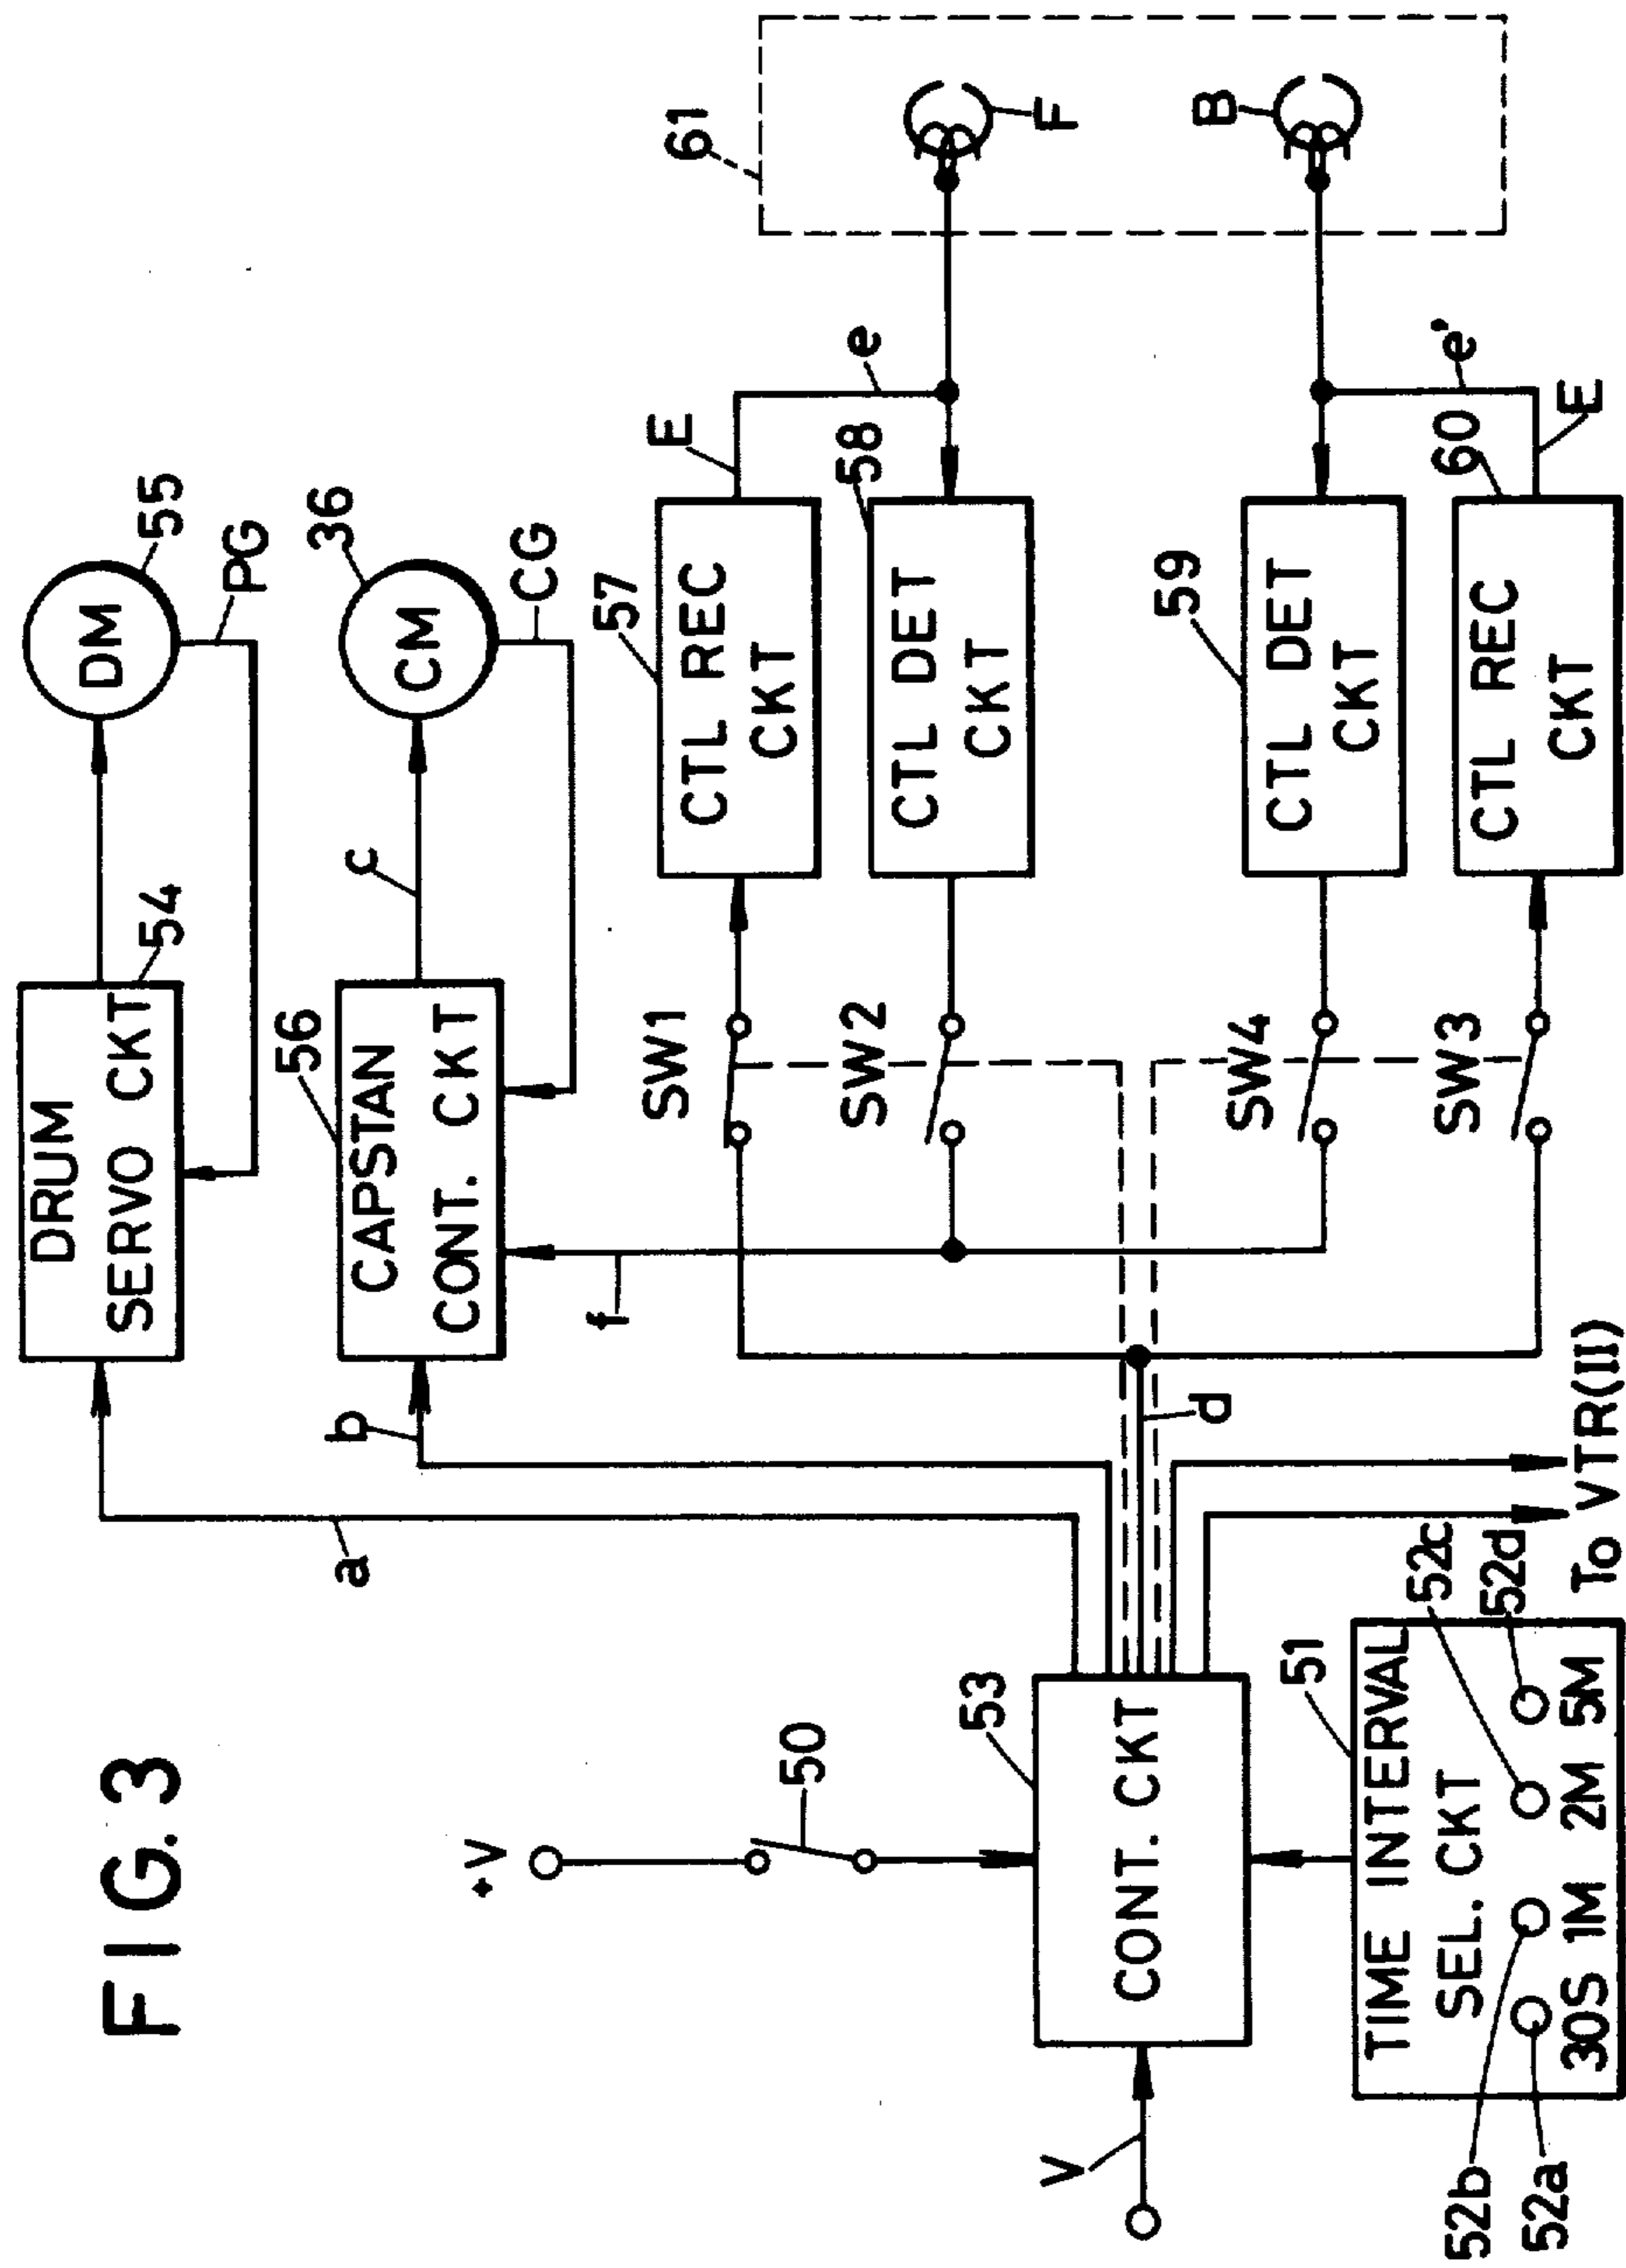 FIG. 3
DRUM
SERVO CKT
54
DM
55
PG
a
CAPSTAN
CONT. CKT
56
b
c
CM
36
CG
f
+V
50
SW1
57
CTL REC
CKT
E
e
61
F
SW2
58
CTL DET
CKT
V
53
CONT. CKT
d
SW4
59
CTL DET
CKT
B
SW3
60
CTL REC
CKT
E
e'
51
TIME INTERVAL
SEL. CKT
30S 1M 2M 5M
52a
52b
52c
52d
To VTR(II)